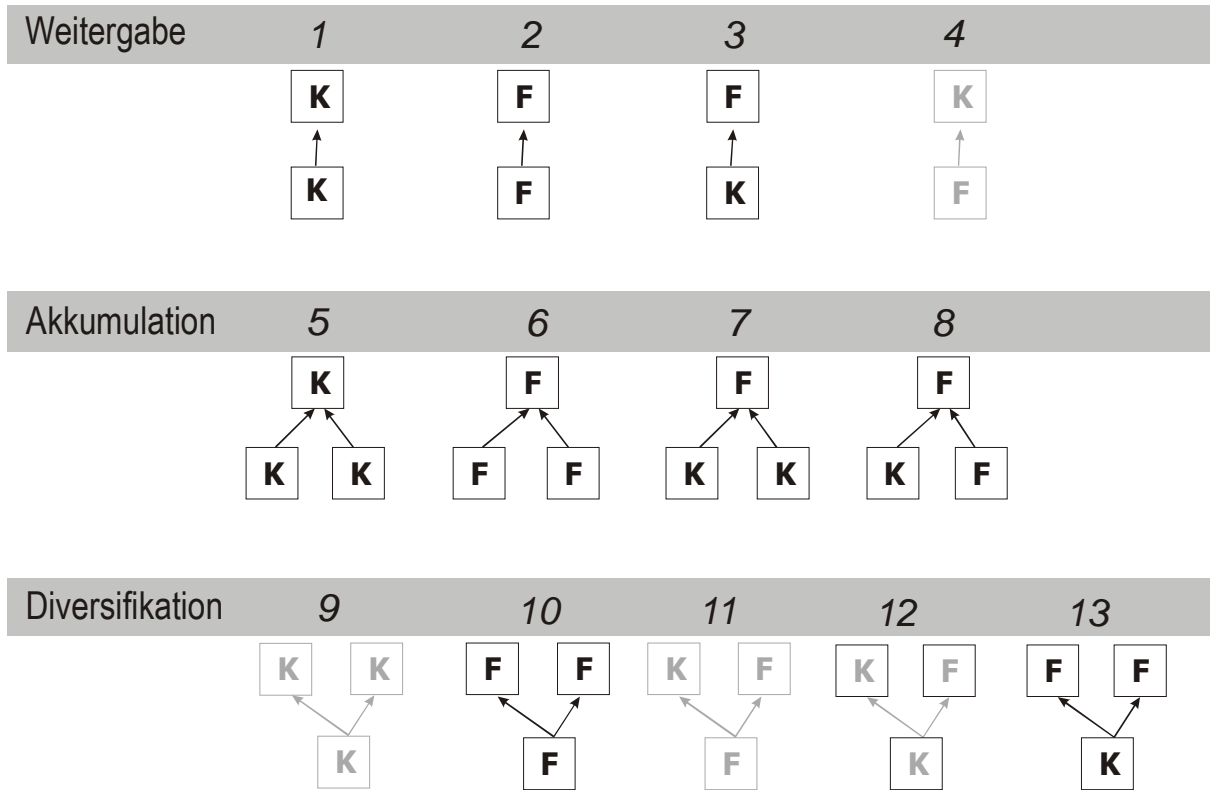 Weitergabe 1 2 3 4
K F F K
K F K F
Akkumulation 5 6 7 8
K F F F
K K F F K K K F
Diversifikation 9 10 11 12 13
K K F F K F K F F F
K F F K K